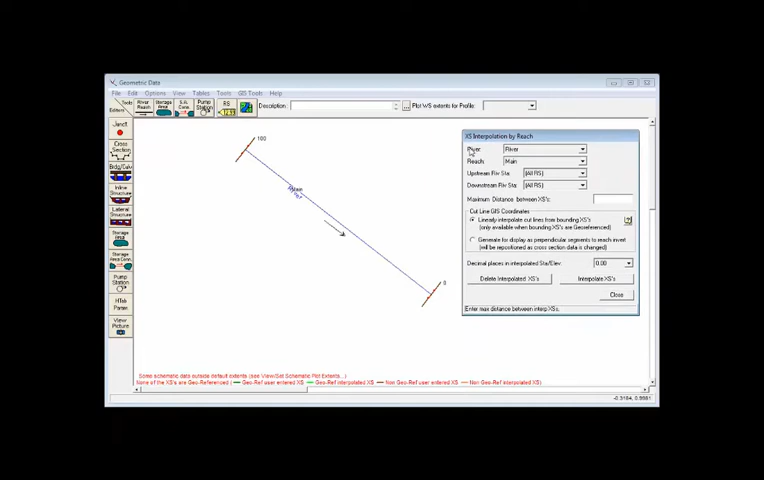 Geometric Data
File Edit Options View Tables Tools GIS Tools Help
Tools
Editors
River
Reach
Storage
Area
S.A.
Conn.
Pump
Station
RS
Description:
...
Plot WS extents for Profile:
Junct.
Cross
Section
Brdg/Culv
Inline
Structure
Lateral
Structure
Storage
Area
Storage
Area Conn.
Pump
Station
HTab
Param.
View
Picture
100
Main
River
0
XS Interpolation by Reach
River: River
Reach: Main
Upstream Riv Sta: (All RS)
Downstream Riv Sta: (All RS)
Maximum Distance between XS's:
Cut Line GIS Coordinates
Linearly interpolate cut lines from bounding XS's
(only available when bounding XS's are Georeferenced)
Generate for display as perpendicular segments to reach invert
(will be repositioned as cross section data is changed)
Decimal places in interpolated Sta/Elev: 0.00
Delete Interpolated XS's
Interpolate XS's
Close
Enter max distance between interp XSs.
Some schematic data outside default extents (see View/Set Schematic Plot Extents...)
None of the XS's are Geo-Referenced ( Geo-Ref user entered XS Geo-Ref interpolated XS Non Geo-Ref user entered XS Non Geo-Ref interpolated XS)
-0.3184, 0.9981